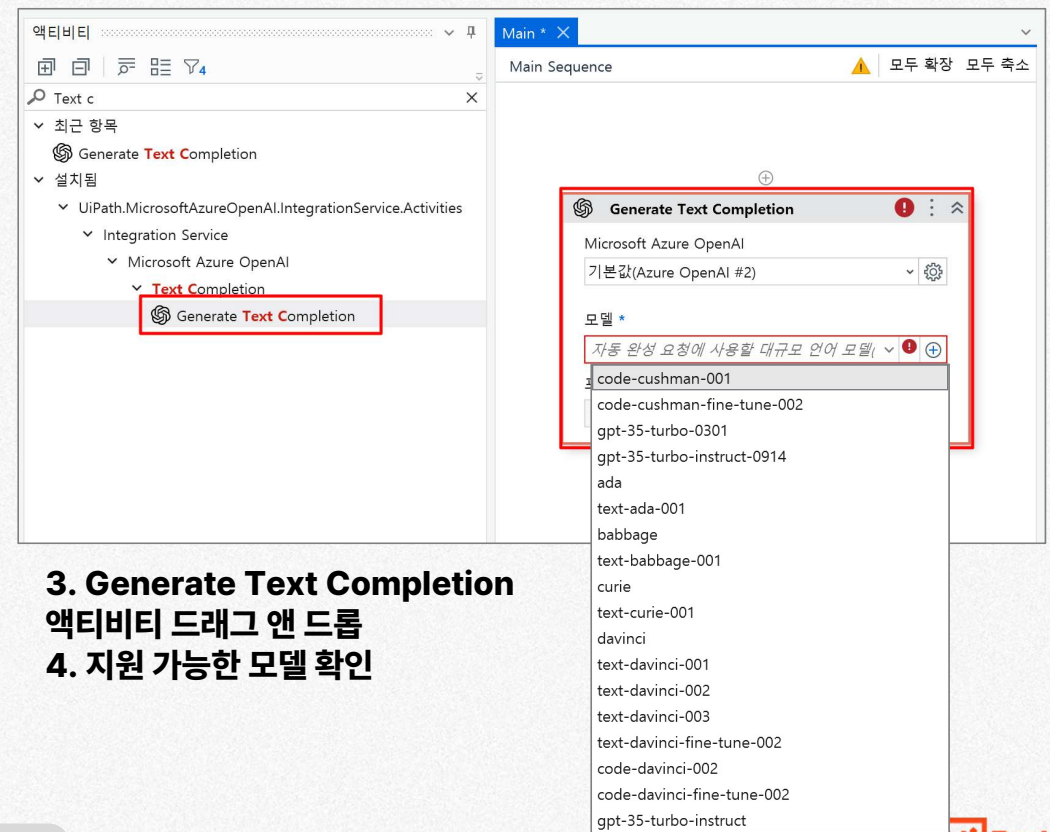 액티비티
4
Text c
최근 항목
Generate Text Completion
설치됨
UiPath.MicrosoftAzureOpenAI.IntegrationService.Activities
Integration Service
Microsoft Azure OpenAI
Text Completion
Generate Text Completion
Main *
Main Sequence
모두 확장 모두 축소
Generate Text Completion
Microsoft Azure OpenAI
기본값(Azure OpenAI #2)
모델 *
자동 완성 요청에 사용할 대규모 언어 모델(
code-cushman-001
code-cushman-fine-tune-002
gpt-35-turbo-0301
gpt-35-turbo-instruct-0914
ada
text-ada-001
babbage
text-babbage-001
curie
text-curie-001
davinci
text-davinci-001
text-davinci-002
text-davinci-003
text-davinci-fine-tune-002
code-davinci-002
code-davinci-fine-tune-002
gpt-35-turbo-instruct
3. Generate Text Completion
액티비티 드래그 앤 드롭
4. 지원 가능한 모델 확인